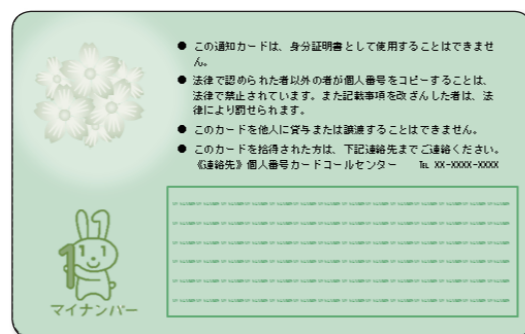 ● この通知カードは、身分証明書として使用することはできませ
ん。
● 法律で認められた者以外の者が個人番号をコピーすることは、
法律で禁止されています。また記載事項を改ざんした者は、法
律により罰せられます。
● このカードを他人に貸与または譲渡することはできません。
● このカードを拾得された方は、下記連絡先までご連絡ください。
《連絡先》個人番号カードコールセンター ℡ XX-XXXX-XXXX
1
マイナンバー